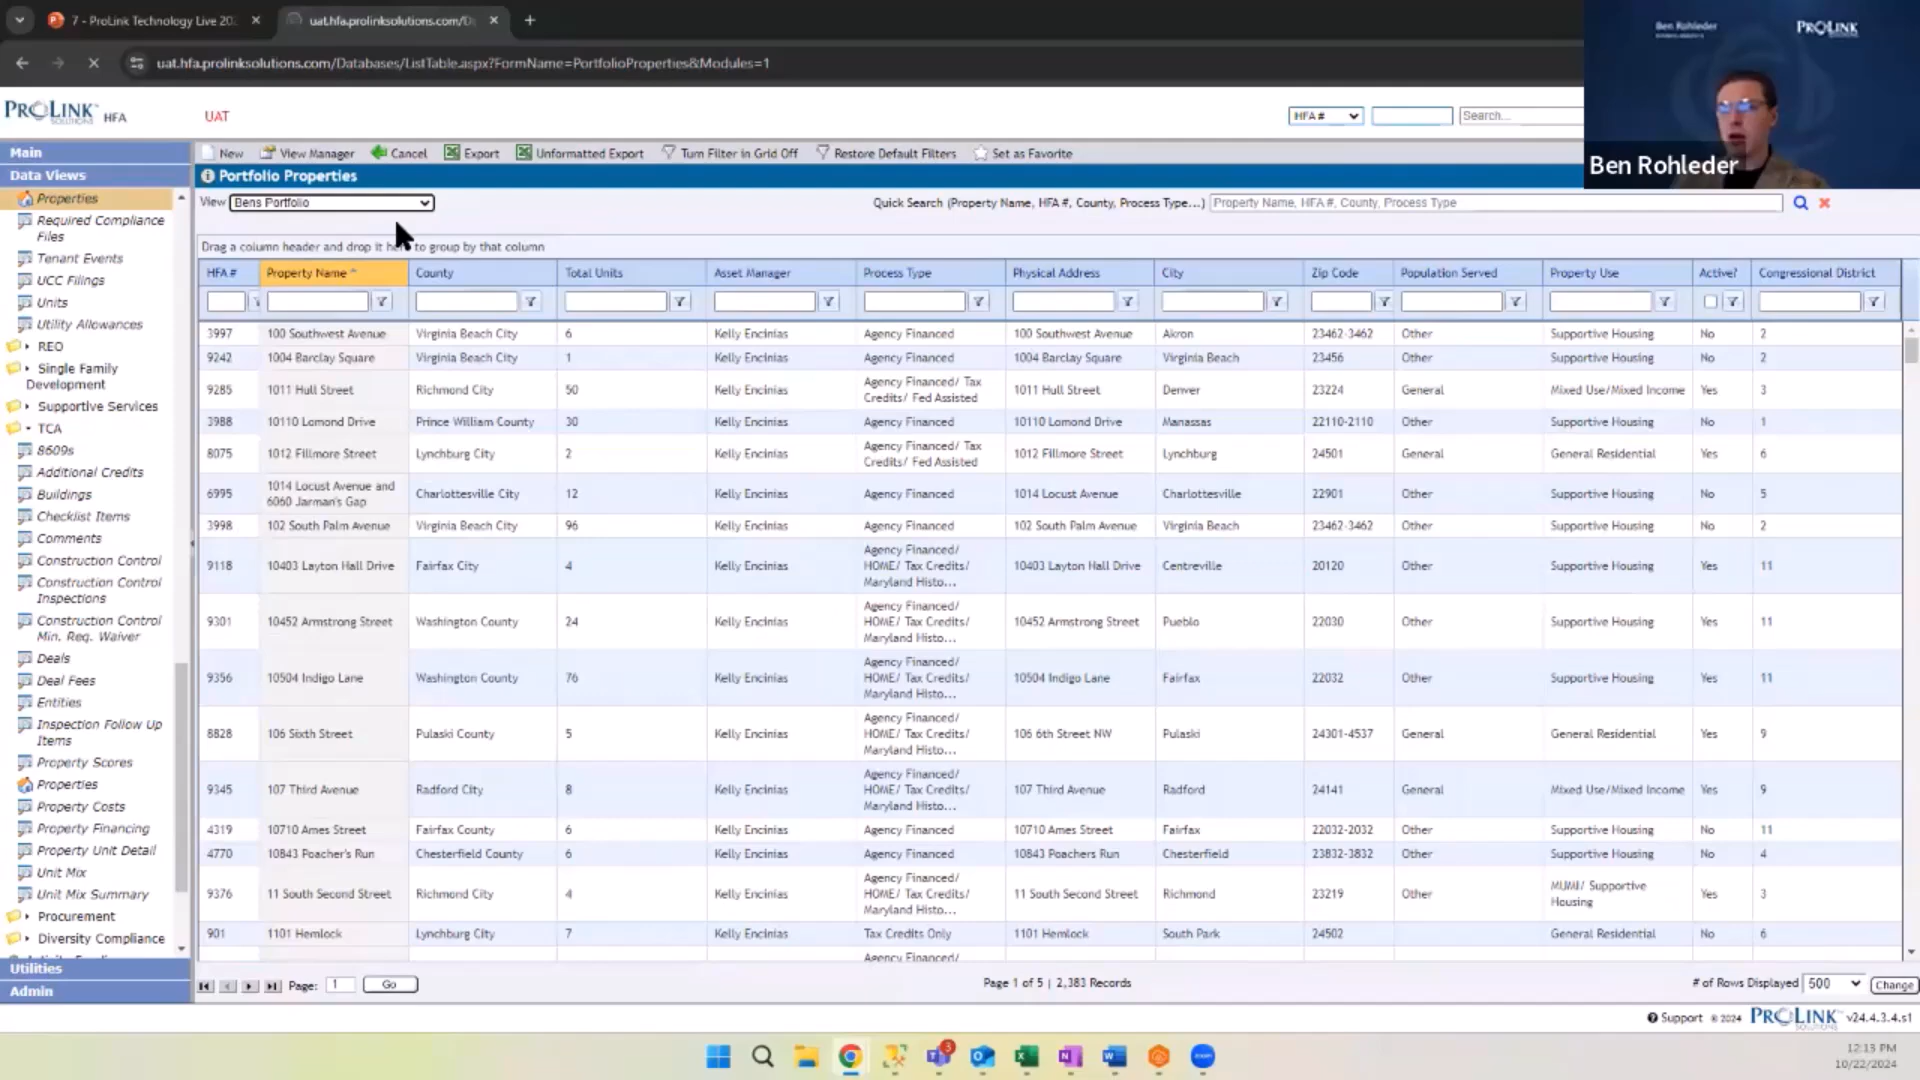 7 - ProLink Technology Live 202
uat.hfa.prolinksolutions.com/D
uat.hfa.prolinksolutions.com/Databases/ListTable.aspx?FormName=PortfolioProperties&Modules=1
Ben Rohleder
PROLINK
Ben Rohleder
PROLINK SOLUTIONS HFA
UAT
HFA #
Search...
Main
Data Views
Properties
Required Compliance
Files
Tenant Events
UCC Filings
Units
Utility Allowances
REO
Single Family
Development
Supportive Services
TCA
8609s
Additional Credits
Buildings
Checklist Items
Comments
Construction Control
Construction Control
Inspections
Construction Control
Min. Req. Waiver
Deals
Deal Fees
Entities
Inspection Follow Up
Items
Property Scores
Properties
Property Costs
Property Financing
Property Unit Detail
Unit Mix
Unit Mix Summary
Procurement
Diversity Compliance
Utilities
Admin
New View Manager Cancel Export Unformatted Export Turn Filter in Grid Off Restore Default Filters Set as Favorite
Portfolio Properties
View Bens Portfolio
Quick Search (Property Name, HFA #, County, Process Type...) Property Name, HFA #, County, Process Type
Drag a column header and drop it here to group by that column
HFA # Property Name County Total Units Asset Manager Process Type Physical Address City Zip Code Population Served Property Use Active? Congressional District
3997 100 Southwest Avenue Virginia Beach City 6 Kelly Encinias Agency Financed 100 Southwest Avenue Akron 23462-3462 Other Supportive Housing No 2
9242 1004 Barclay Square Virginia Beach City 1 Kelly Encinias Agency Financed 1004 Barclay Square Virginia Beach 23456 Other Supportive Housing No 2
9285 1011 Hull Street Richmond City 50 Kelly Encinias Agency Financed/ Tax Credits/ Fed Assisted 1011 Hull Street Denver 23224 General Mixed Use/Mixed Income Yes 3
3988 10110 Lomond Drive Prince William County 30 Kelly Encinias Agency Financed 10110 Lomond Drive Manassas 22110-2110 Other Supportive Housing No 1
8075 1012 Fillmore Street Lynchburg City 2 Kelly Encinias Agency Financed/ Tax Credits/ Fed Assisted 1012 Fillmore Street Lynchburg 24501 General General Residential Yes 6
6995 1014 Locust Avenue and 6060 Jarman's Gap Charlottesville City 12 Kelly Encinias Agency Financed 1014 Locust Avenue Charlottesville 22901 Other Supportive Housing No 5
3998 102 South Palm Avenue Virginia Beach City 96 Kelly Encinias Agency Financed 102 South Palm Avenue Virginia Beach 23462-3462 Other Supportive Housing No 2
9118 10403 Layton Hall Drive Fairfax City 4 Kelly Encinias Agency Financed/ HOME/ Tax Credits/ Maryland Histo... 10403 Layton Hall Drive Centreville 20120 Other Supportive Housing Yes 11
9301 10452 Armstrong Street Washington County 24 Kelly Encinias Agency Financed/ HOME/ Tax Credits/ Maryland Histo... 10452 Armstrong Street Pueblo 22030 Other Supportive Housing Yes 11
9356 10504 Indigo Lane Washington County 76 Kelly Encinias Agency Financed/ HOME/ Tax Credits/ Maryland Histo... 10504 Indigo Lane Fairfax 22032 Other Supportive Housing Yes 11
8828 106 Sixth Street Pulaski County 5 Kelly Encinias Agency Financed/ HOME/ Tax Credits/ Maryland Histo... 106 6th Street NW Pulaski 24301-4537 General General Residential Yes 9
9345 107 Third Avenue Radford City 8 Kelly Encinias Agency Financed/ HOME/ Tax Credits/ Maryland Histo... 107 Third Avenue Radford 24141 General Mixed Use/Mixed Income Yes 9
4319 10710 Ames Street Fairfax County 6 Kelly Encinias Agency Financed 10710 Ames Street Fairfax 22032-2032 Other Supportive Housing No 11
4770 10843 Poacher's Run Chesterfield County 6 Kelly Encinias Agency Financed 10843 Poachers Run Chesterfield 23832-3832 Other Supportive Housing No 4
9376 11 South Second Street Richmond City 4 Kelly Encinias Agency Financed/ HOME/ Tax Credits/ Maryland Histo... 11 South Second Street Richmond 23219 Other MUMI/ Supportive Housing Yes 3
901 1101 Hemlock Lynchburg City 7 Kelly Encinias Tax Credits Only 1101 Hemlock South Park 24502 General Residential No 6
Agency Financed/
Page: 1 Go
Page 1 of 5 | 2,383 Records
# of Rows Displayed 500 Change
Support © 2024 PROLINK SOLUTIONS v24.4.3.4.s1
3
12:13 PM
10/22/2024